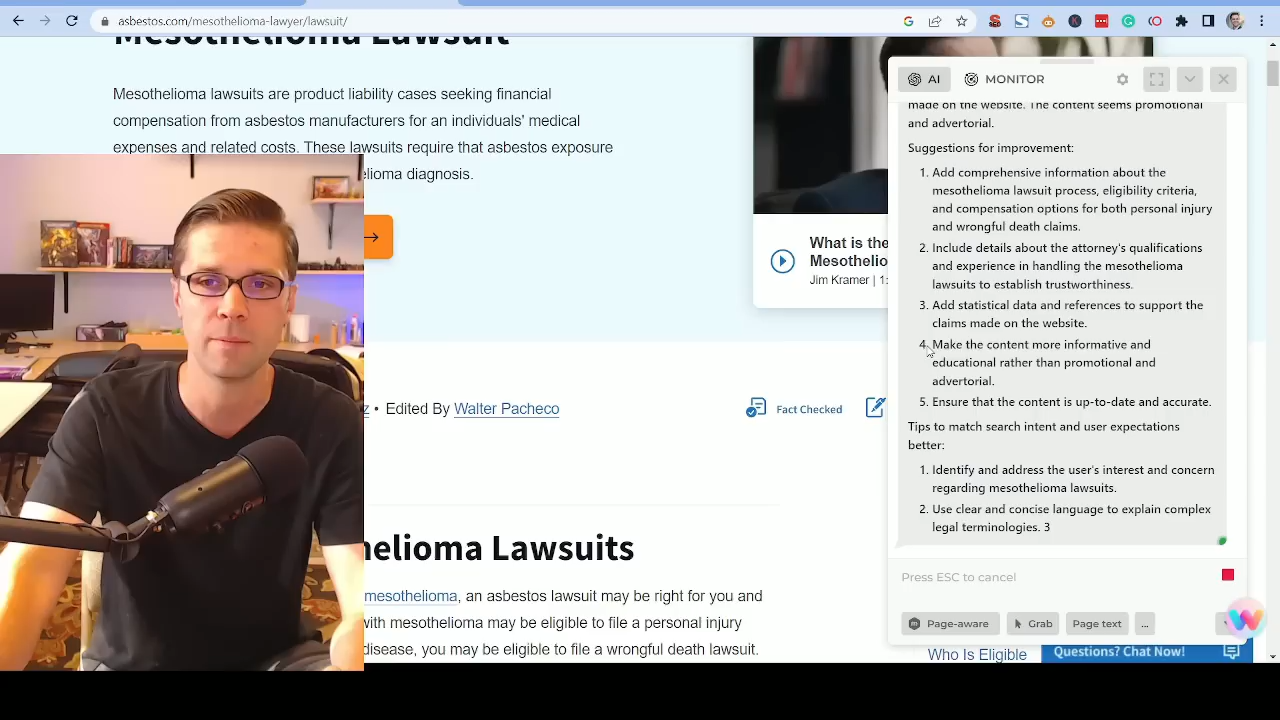 asbestos.com/mesothelioma-lawyer/lawsuit/
Mesothelioma Lawsuit
Mesothelioma lawsuits are product liability cases seeking financial
compensation from asbestos manufacturers for an individuals' medical
expenses and related costs. These lawsuits require that asbestos exposure
elioma diagnosis.
What is the
Mesothelio
Jim Kramer | 1:
z • Edited By Walter Pacheco
Fact Checked
helioma Lawsuits
mesothelioma, an asbestos lawsuit may be right for you and
with mesothelioma may be eligible to file a personal injury
disease, you may be eligible to file a wrongful death lawsuit.
Who Is Eligible
Questions? Chat Now!
AI
MONITOR
made on the website. The content seems promotional
and advertorial.
Suggestions for improvement:
1. Add comprehensive information about the
mesothelioma lawsuit process, eligibility criteria,
and compensation options for both personal injury
and wrongful death claims.
2. Include details about the attorney's qualifications
and experience in handling the mesothelioma
lawsuits to establish trustworthiness.
3. Add statistical data and references to support the
claims made on the website.
4. Make the content more informative and
educational rather than promotional and
advertorial.
5. Ensure that the content is up-to-date and accurate.
Tips to match search intent and user expectations
better:
1. Identify and address the user's interest and concern
regarding mesothelioma lawsuits.
2. Use clear and concise language to explain complex
legal terminologies. 3
Press ESC to cancel
Page-aware
Grab
Page text
...